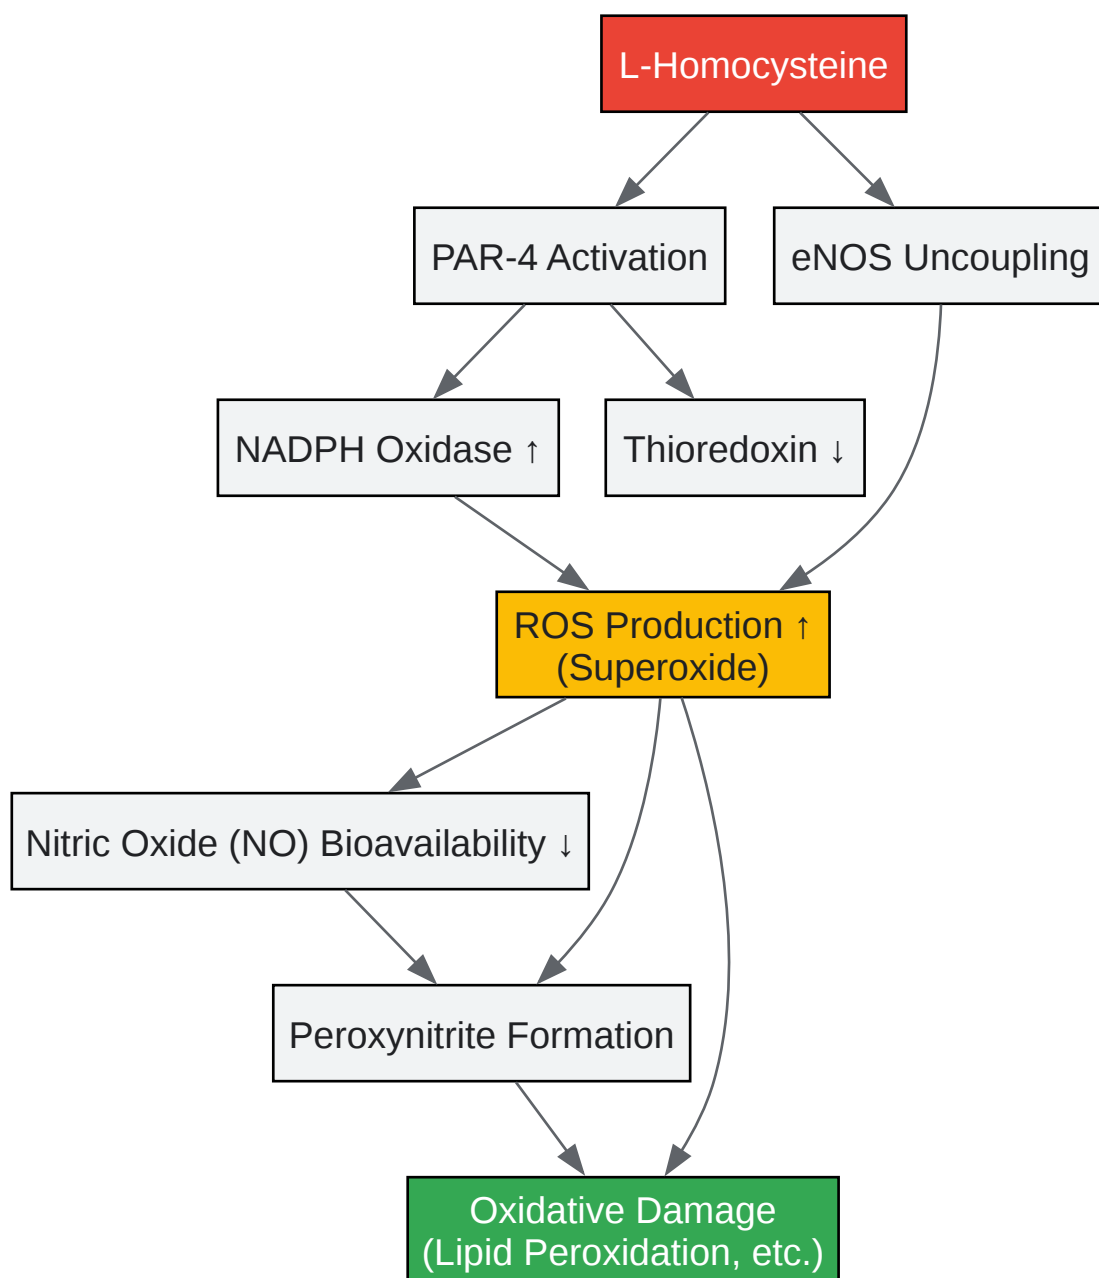 L-Homocysteine
PAR-4 Activation
eNOS Uncoupling
NADPH Oxidase ↑
Thioredoxin ↓
ROS Production ↑
(Superoxide)
Nitric Oxide (NO) Bioavailability ↓
Peroxynitrite Formation
Oxidative Damage
(Lipid Peroxidation, etc.)